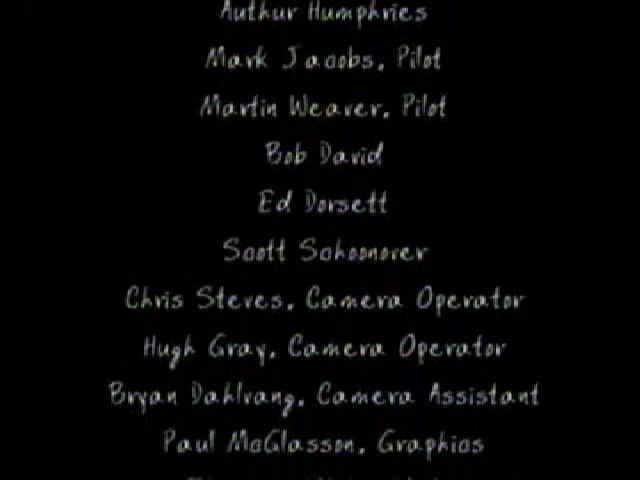 Authur Humphries
Mark Jacobs, Pilot
Martin Weaver, Pilot
Bob David
Ed Dorsett
Scott Schoonover
Chris Steves, Camera Operator
Hugh Gray, Camera Operator
Bryan Dahlvang, Camera Assistant
Paul McGlasson, Graphics